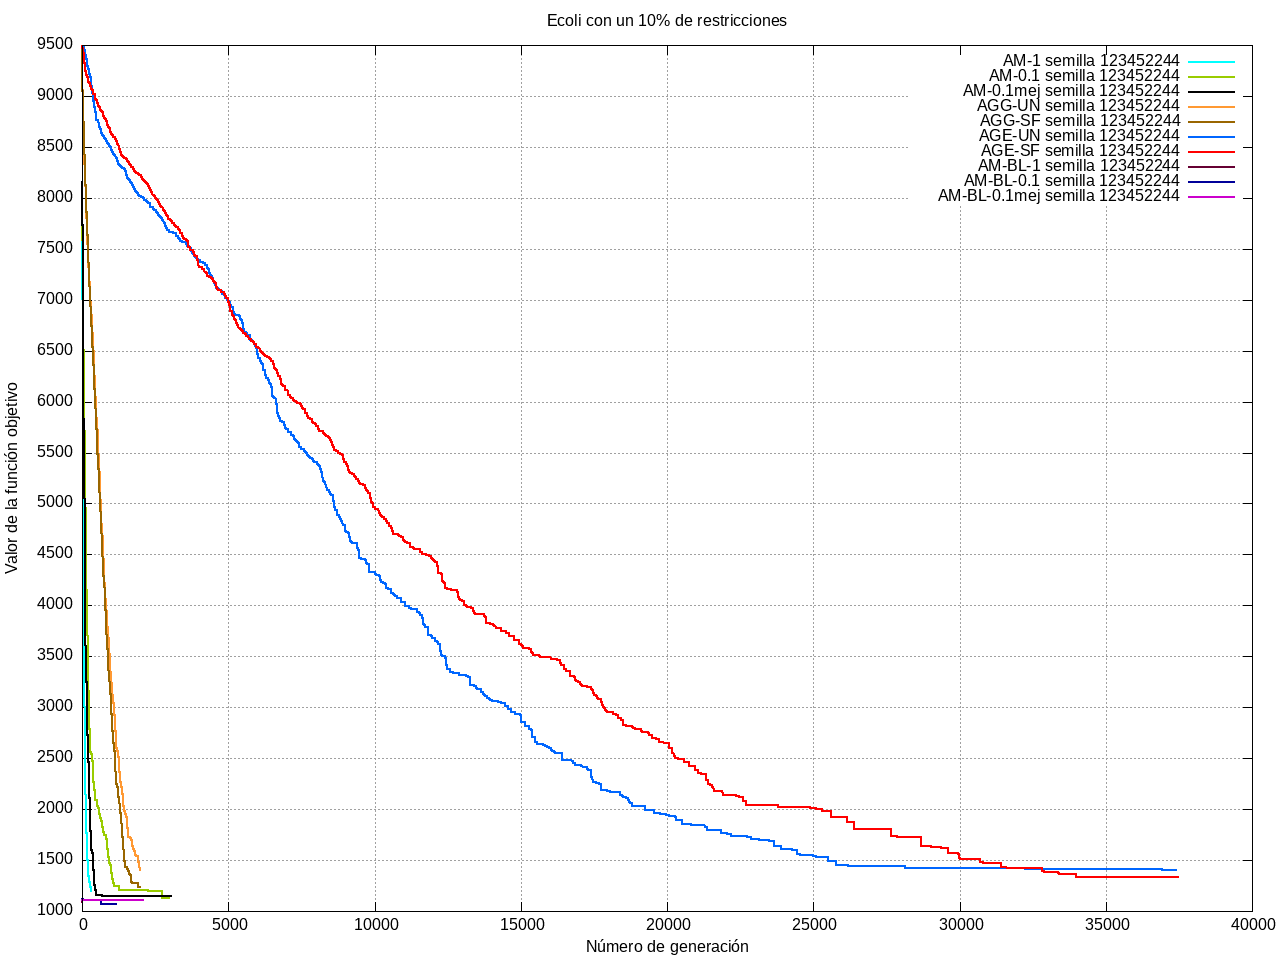 Ecoli con un 10% de restricciones
AM-1 semilla 123452244
AM-0.1 semilla 123452244
AM-0.1mej semilla 123452244
AGG-UN semilla 123452244
AGG-SF semilla 123452244
AGE-UN semilla 123452244
AGE-SF semilla 123452244
AM-BL-1 semilla 123452244
AM-BL-0.1 semilla 123452244
AM-BL-0.1mej semilla 123452244
Valor de la función objetivo
9500
9000
8500
8000
7500
7000
6500
6000
5500
5000
4500
4000
3500
3000
2500
2000
1500
1000
0 5000 10000 15000 20000 25000 30000 35000 40000
Número de generación